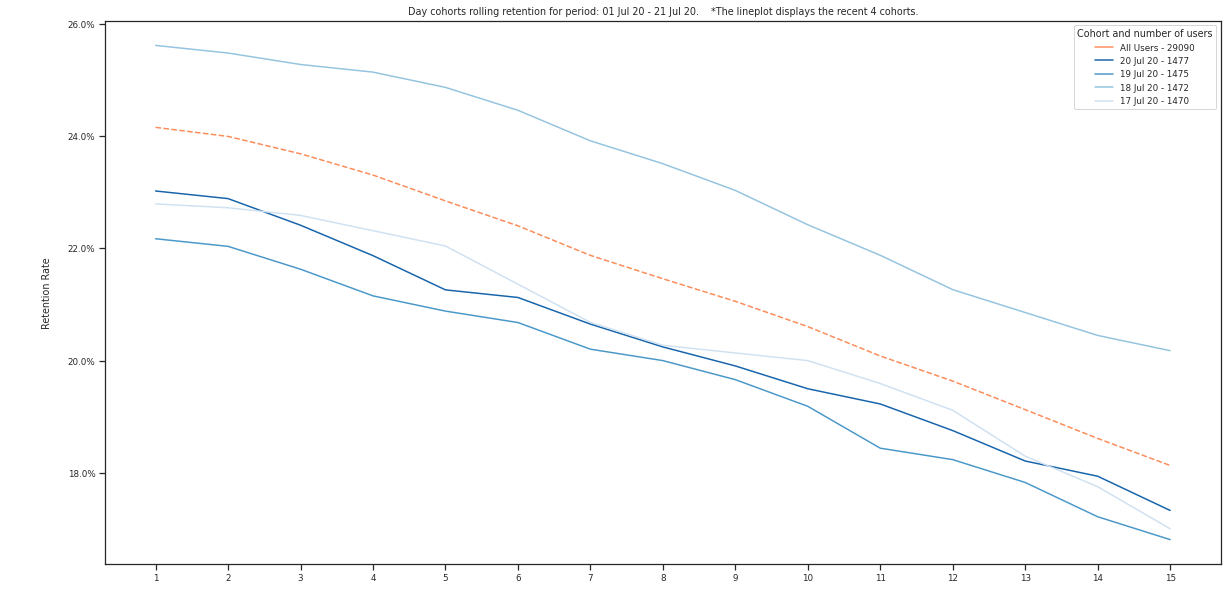 Day cohorts rolling retention for period: 01 Jul 20 - 21 Jul 20.    *The lineplot displays the recent 4 cohorts.
Cohort and number of users
All Users - 29090
20 Jul 20 - 1477
19 Jul 20 - 1475
18 Jul 20 - 1472
17 Jul 20 - 1470
Retention Rate
26.0%
24.0%
22.0%
20.0%
18.0%
1 2 3 4 5 6 7 8 9 10 11 12 13 14 15